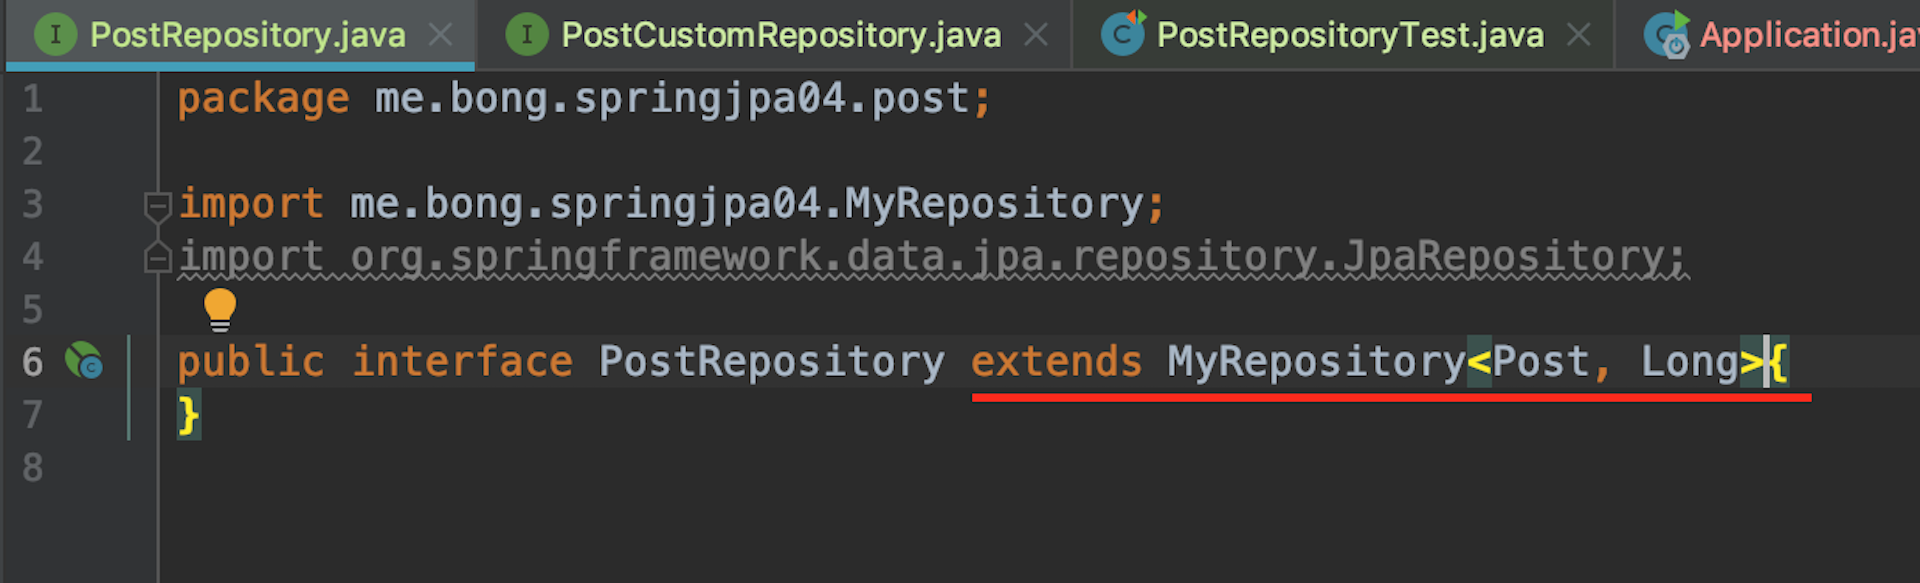 PostRepository.java PostCustomRepository.java PostRepositoryTest.java Application.ja
1 package me.bong.springjpa04.post;
2
3 import me.bong.springjpa04.MyRepository;
4 import org.springframework.data.jpa.repository.JpaRepository;
5
6 public interface PostRepository extends MyRepository<Post, Long>{
7 }
8